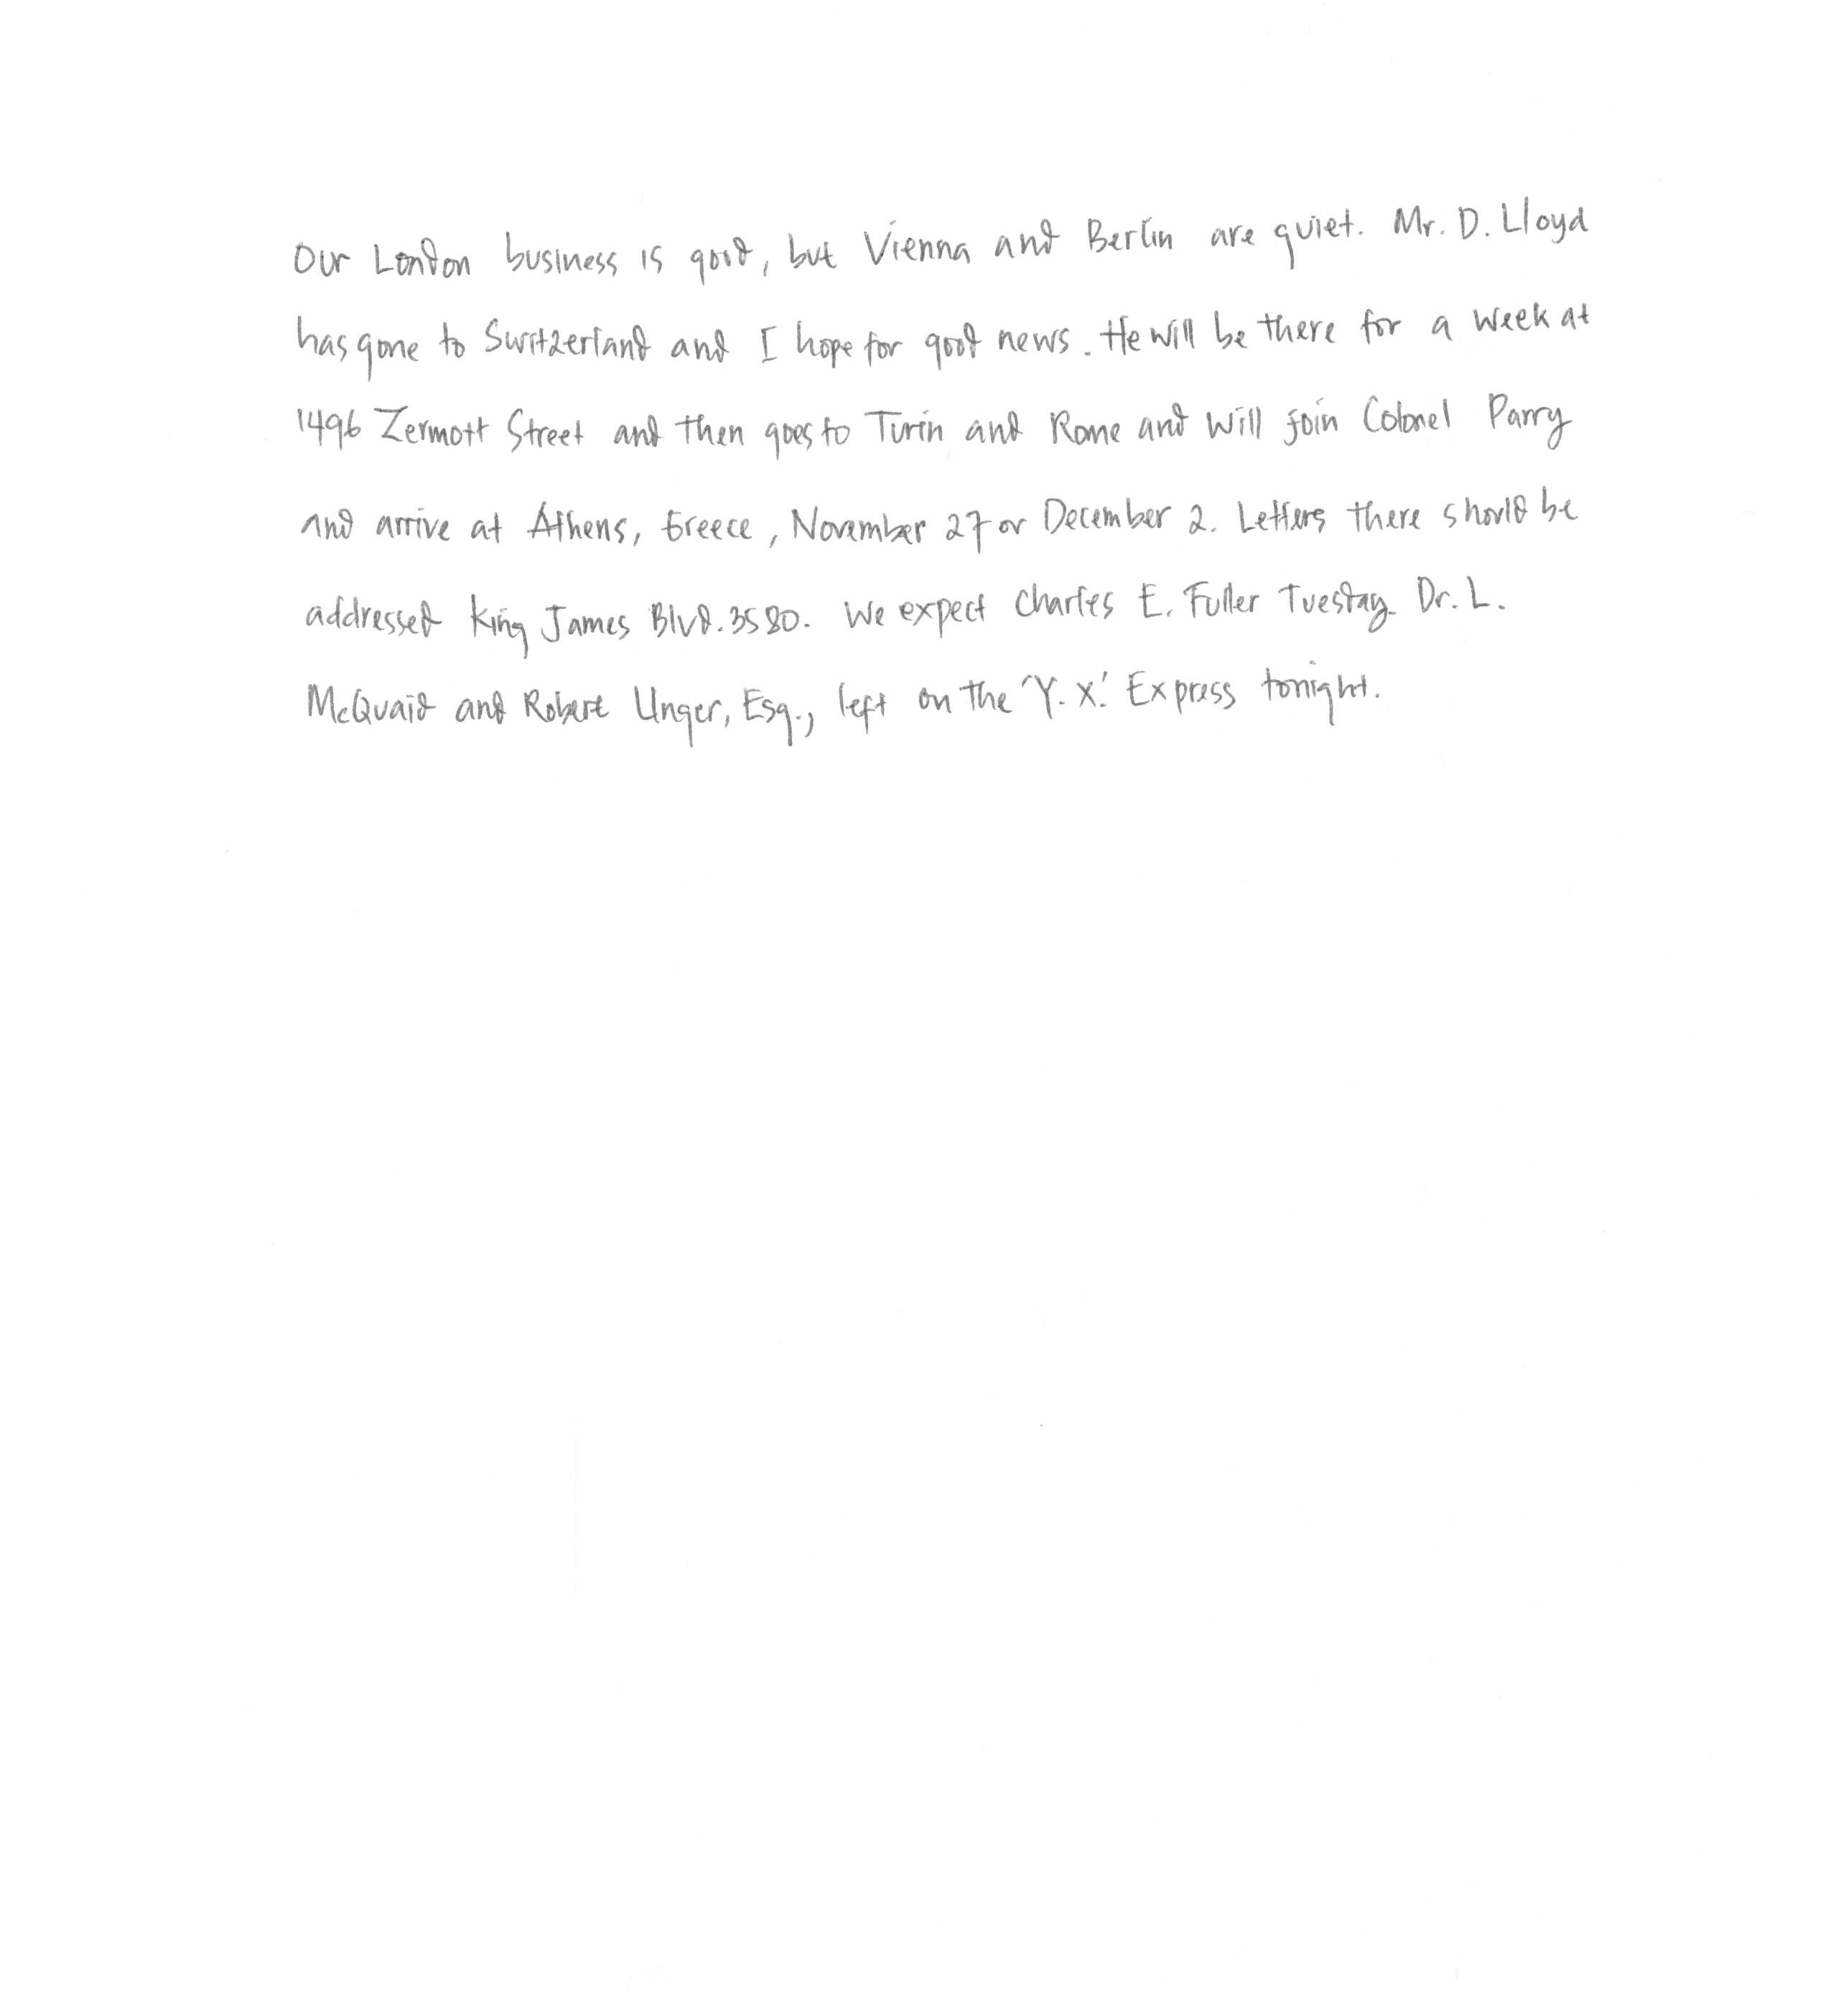 Our London business is good, but Vienna and Berlin are quiet. Mr. D. Lloyd
has gone to Switzerland and I hope for good news. He will be there for a week at
1496 Zermott Street and then goes to Turin and Rome and will join Colonel Parry
and arrive at Athens, Greece, November 27 or December 2. Letters there should be
addressed King James Blvd. 3580. We expect Charles E. Fuller Tuesday. Dr. L.
McQuaid and Robert Unger, Esq., left on the 'Y. X.' Express tonight.